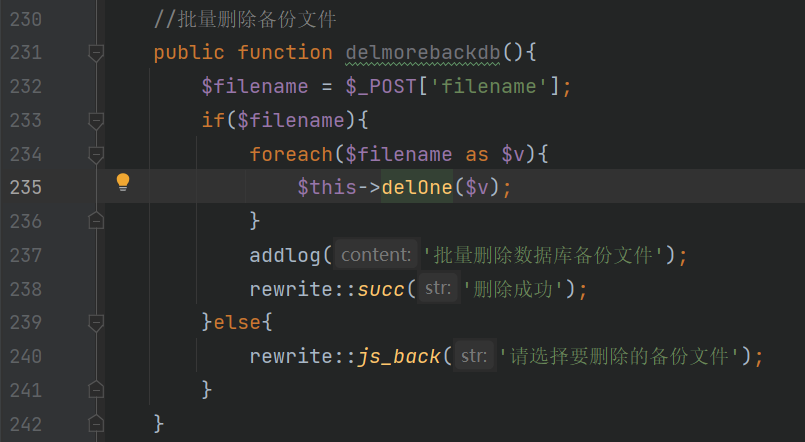 230 //批量删除备份文件
231 public function delmorebackdb(){
232 $filename = $_POST['filename'];
233 if($filename){
234 foreach($filename as $v){
235 $this->delOne($v);
236 }
237 addlog( content: '批量删除数据库备份文件');
238 rewrite::succ( str: '删除成功');
239 }else{
240 rewrite::js_back( str: '请选择要删除的备份文件');
241 }
242 }